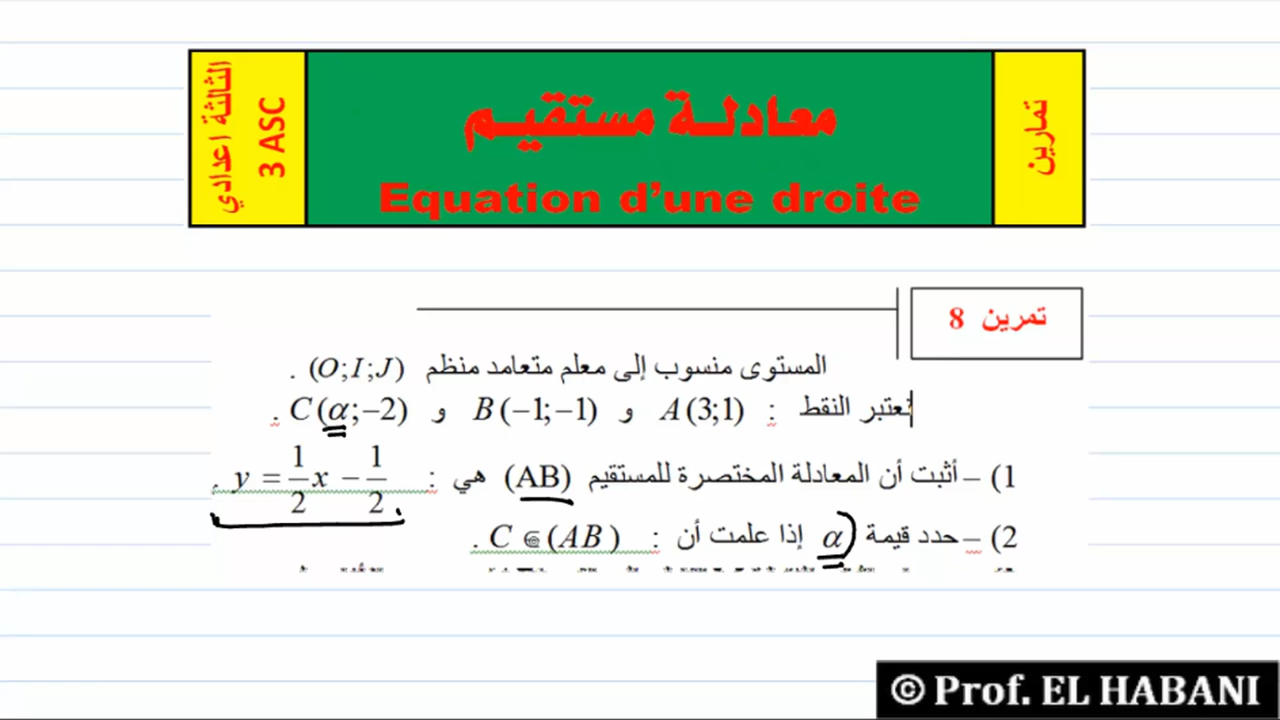 الثالثة اعدادي
3 ASC
معادلة مستقيم
Equation d'une droite
تمارين
تمرين 8
المستوى منسوب إلى معلم متعامد منظم (O;I;J) .
نعتبر النقط : A(3;1) و B(−1;−1) و C(α;−2) .
1) – أثبت أن المعادلة المختصرة للمستقيم (AB) هي : y = 1/2 x − 1/2 .
2) – حدد قيمة α إذا علمت أن : C ∈ (AB) .
© Prof. EL HABANI